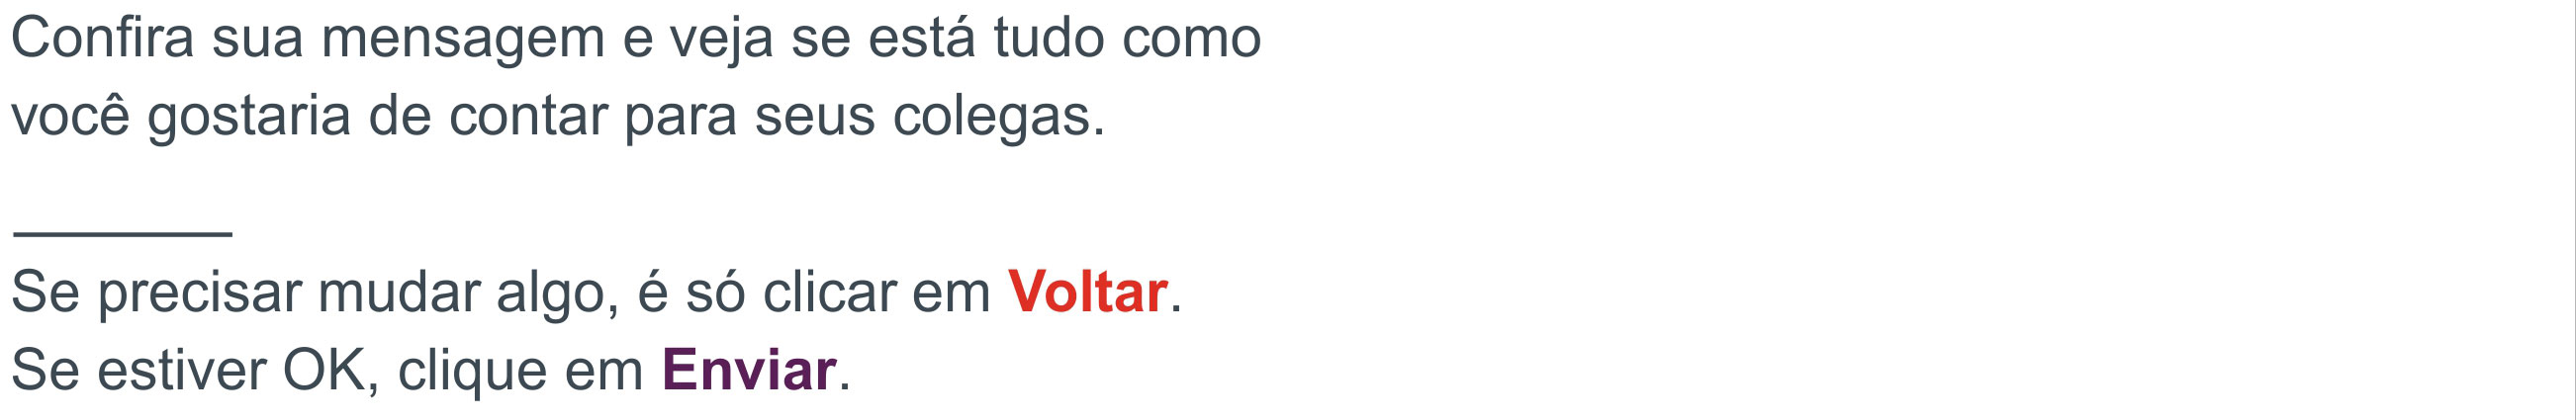 Confira sua mensagem e veja se está tudo como
você gostaria de contar para seus colegas.
Se precisar mudar algo, é só clicar em Voltar.
Se estiver OK, clique em Enviar.